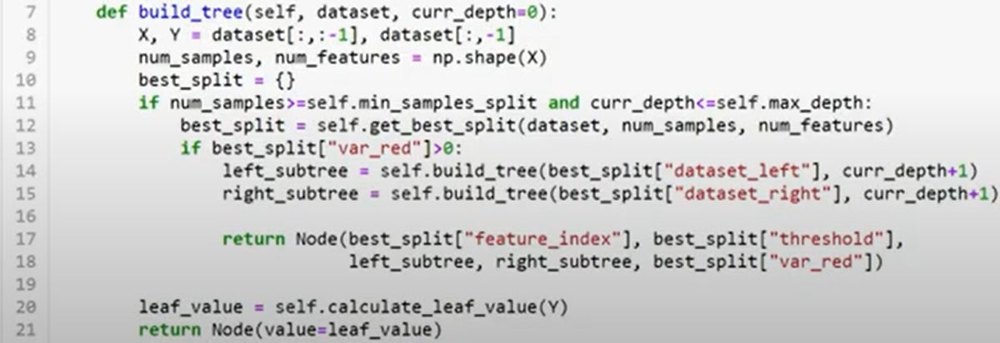 7 def build_tree(self, dataset, curr_depth=0):
8 X, Y = dataset[:,:-1], dataset[:,-1]
9 num_samples, num_features = np.shape(X)
10 best_split = {}
11 if num_samples>=self.min_samples_split and curr_depth<=self.max_depth:
12 best_split = self.get_best_split(dataset, num_samples, num_features)
13 if best_split["var_red"]>0:
14 left_subtree = self.build_tree(best_split["dataset_left"], curr_depth+1)
15 right_subtree = self.build_tree(best_split["dataset_right"], curr_depth+1)
16
17 return Node(best_split["feature_index"], best_split["threshold"],
18 left_subtree, right_subtree, best_split["var_red"])
19
20 leaf_value = self.calculate_leaf_value(Y)
21 return Node(value=leaf_value)